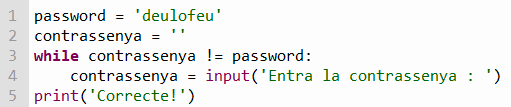 1 password = 'deulofeu'
2 contrassenya = ''
3 while contrassenya != password:
4     contrassenya = input('Entra la contrassenya : ')
5 print('Correcte!')